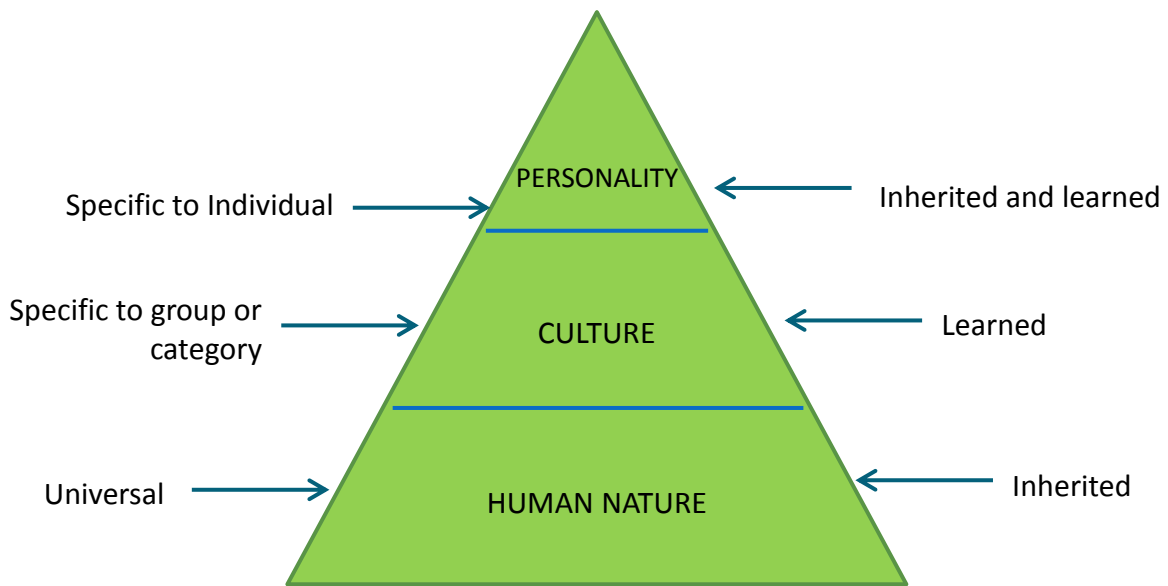 PERSONALITY
Specific to Individual
Inherited and learned
Specific to group or
category
CULTURE
Learned
Universal
HUMAN NATURE
Inherited